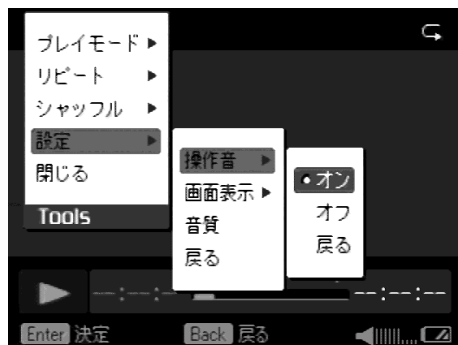 プレイモード
リピート
シャッフル
設定
閉じる
Tools
操作音
画面表示
音質
戻る
オン
オフ
戻る
--:--
--:--:--
Enter 決定
Back 戻る